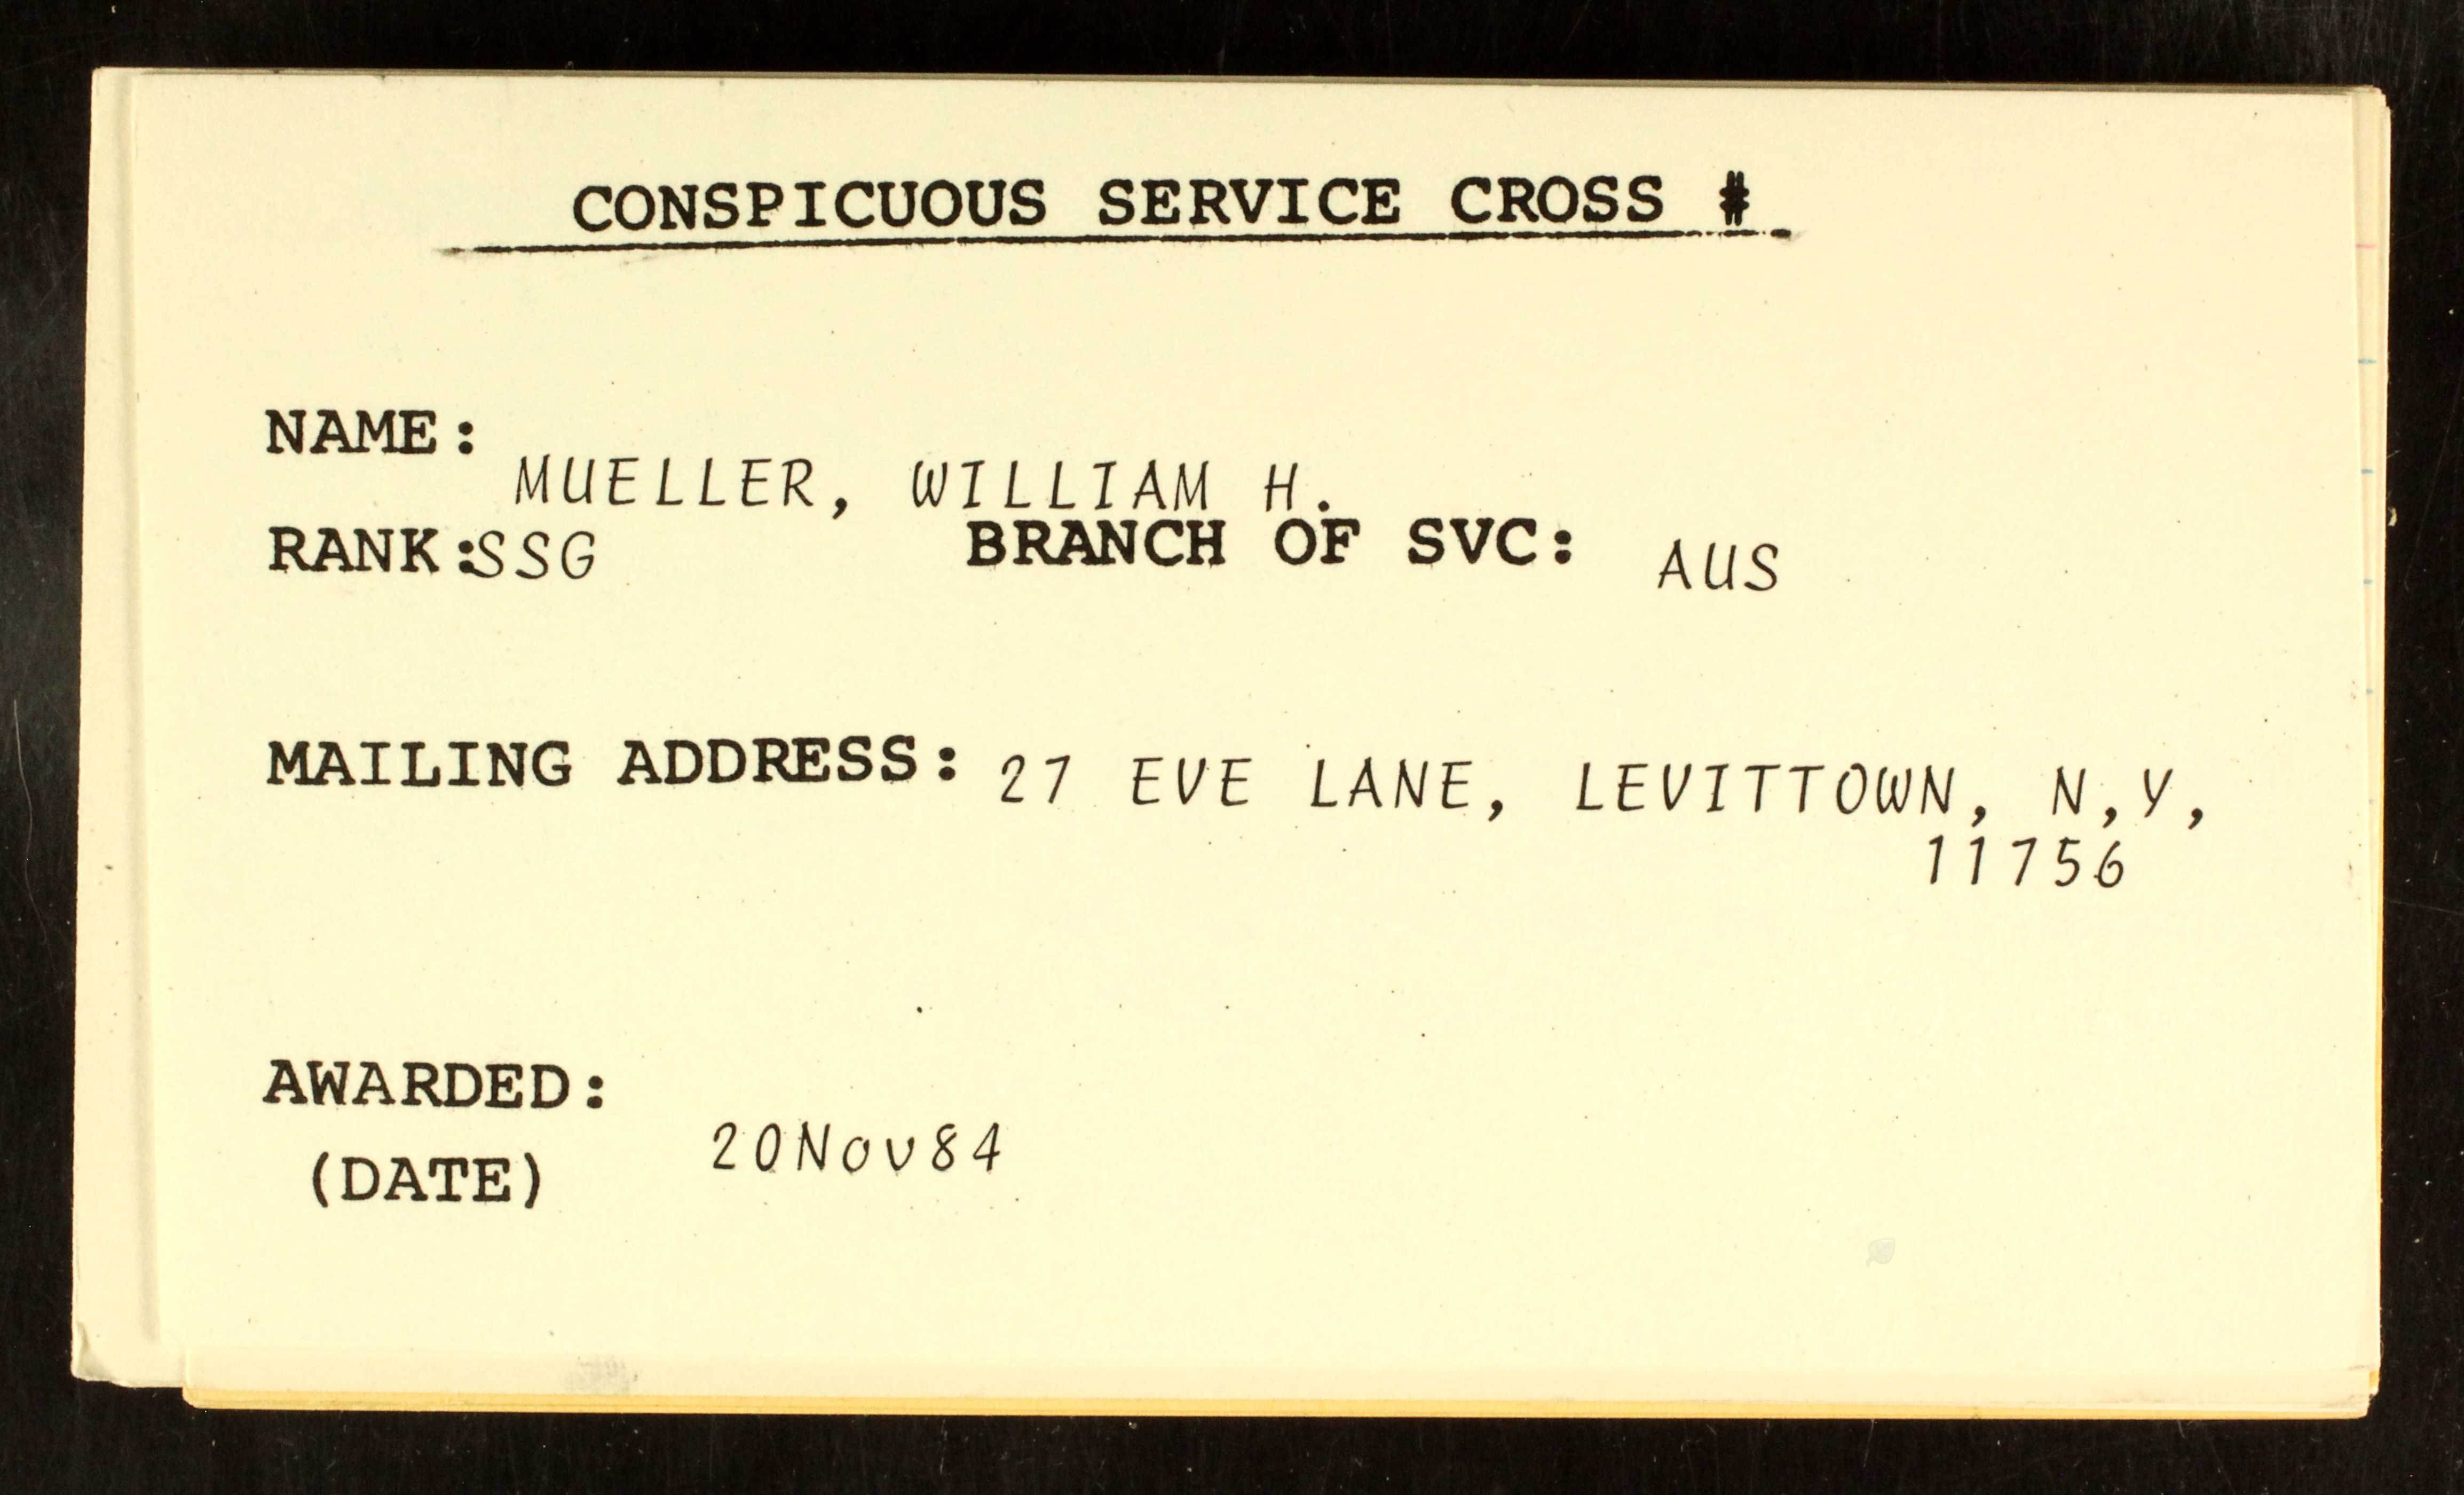 CONSPICUOUS SERVICE CROSS #
NAME: MUELLER, WILLIAM H.
RANK:SSG BRANCH OF SVC: AUS
MAILING ADDRESS: 27 EVE LANE, LEVITTOWN, N,Y,
11756
AWARDED:
(DATE) 20Nov84